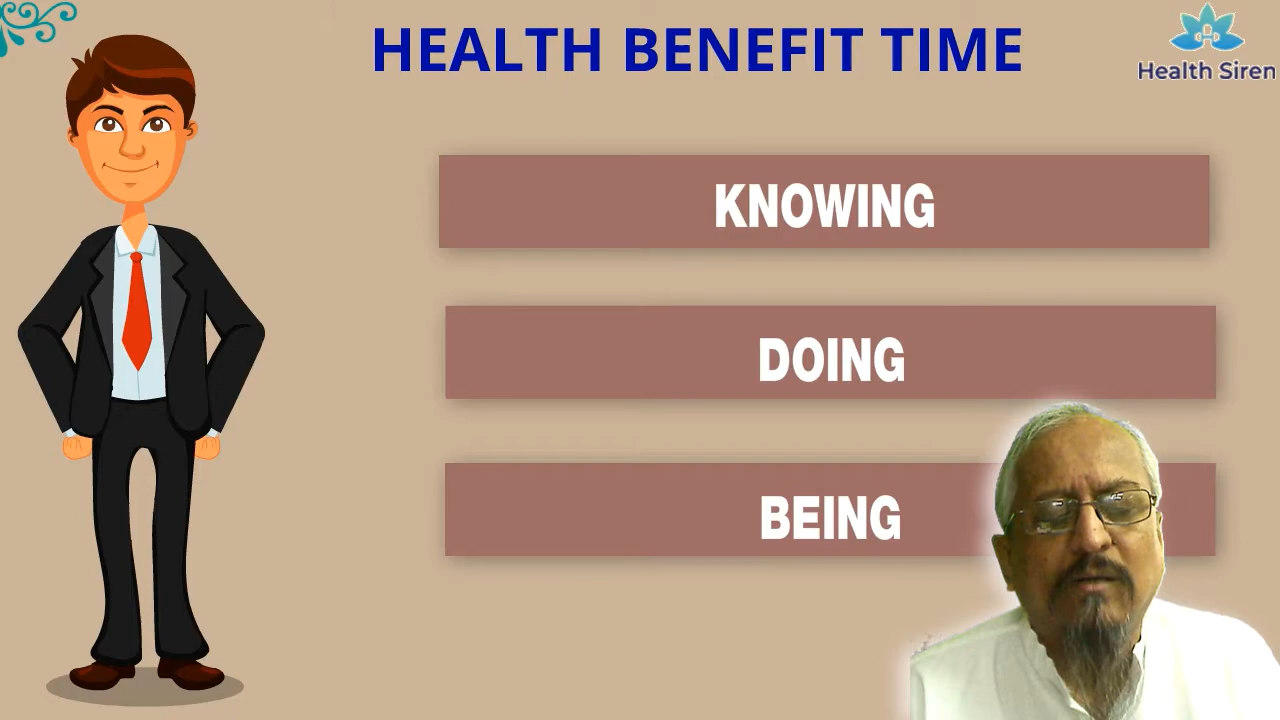 HEALTH BENEFIT TIME
Health Siren
KNOWING
DOING
BEING